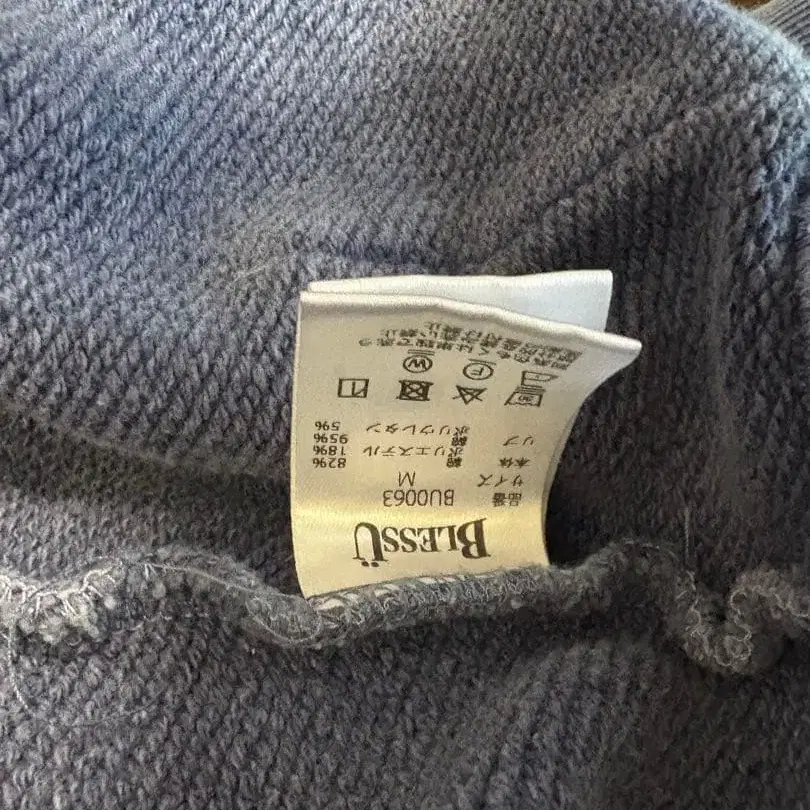 BLESSÜ
品番 BU0063
サイズ M
本体 綿 82%
ポリエステル 18%
リブ 綿 95%
ポリウレタン 5%
30
F
W